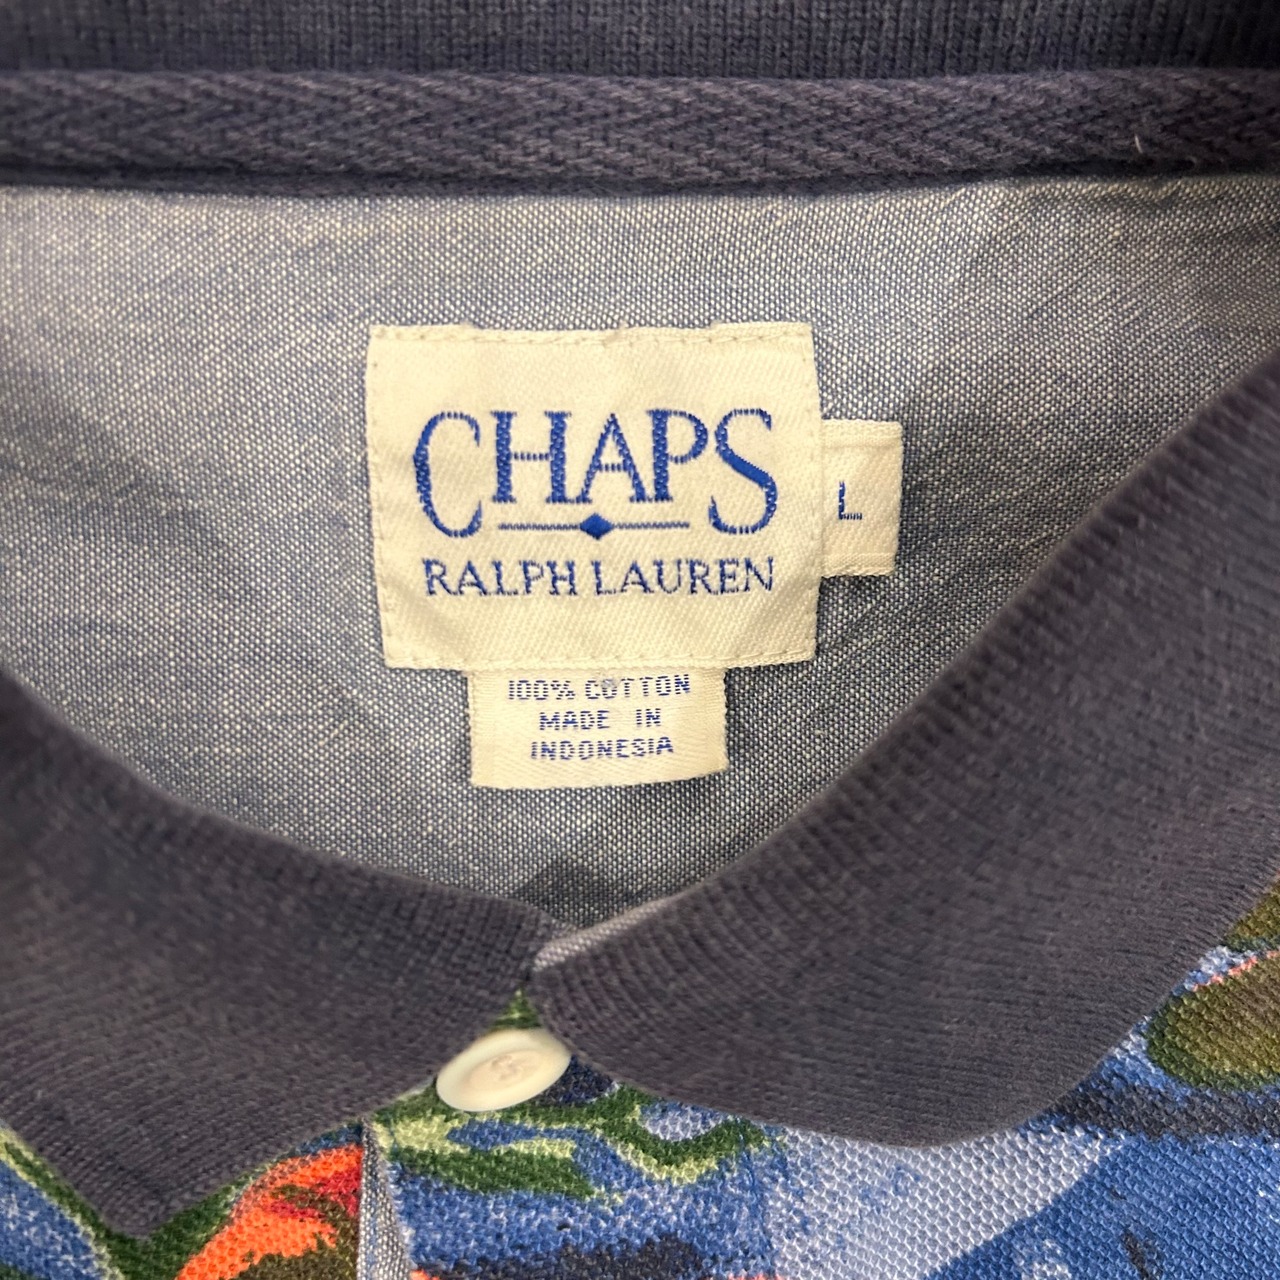 CHAPS
RALPH LAUREN
L
100% COTTON
MADE IN
INDONESIA